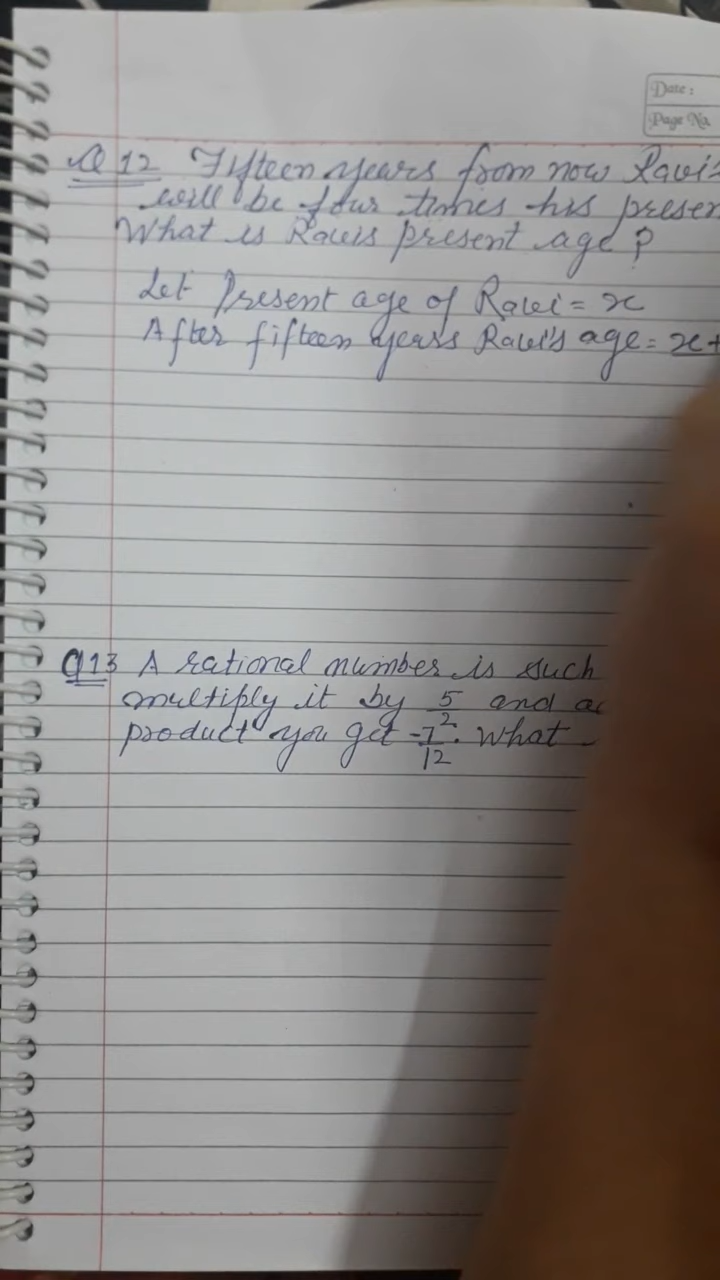 Date :
Page No.
Q 12 Fifteen years from now Ravi's
will be four times his presen
What is Ravis present age?
Let Present age of Ravi = x
After fifteen years Ravi's age = x+
Q13 A rational number is such
multiply it by 5/2 and a
product you get -7/12. What